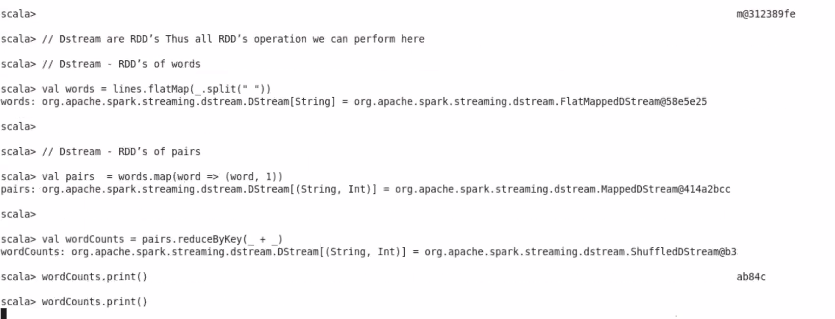 scala> m@312389fe
scala> // Dstream are RDD's Thus all RDD's operation we can perform here
scala> // Dstream - RDD's of words
scala> val words = lines.flatMap(_.split(" "))
words: org.apache.spark.streaming.dstream.DStream[String] = org.apache.spark.streaming.dstream.FlatMappedDStream@58e5e25
scala>
scala> // Dstream - RDD's of pairs
scala> val pairs  = words.map(word => (word, 1))
pairs: org.apache.spark.streaming.dstream.DStream[(String, Int)] = org.apache.spark.streaming.dstream.MappedDStream@414a2bcc
scala>
scala> val wordCounts = pairs.reduceByKey(_ + _)
wordCounts: org.apache.spark.streaming.dstream.DStream[(String, Int)] = org.apache.spark.streaming.dstream.ShuffledDStream@b3
scala> wordCounts.print() ab84c
scala> wordCounts.print()